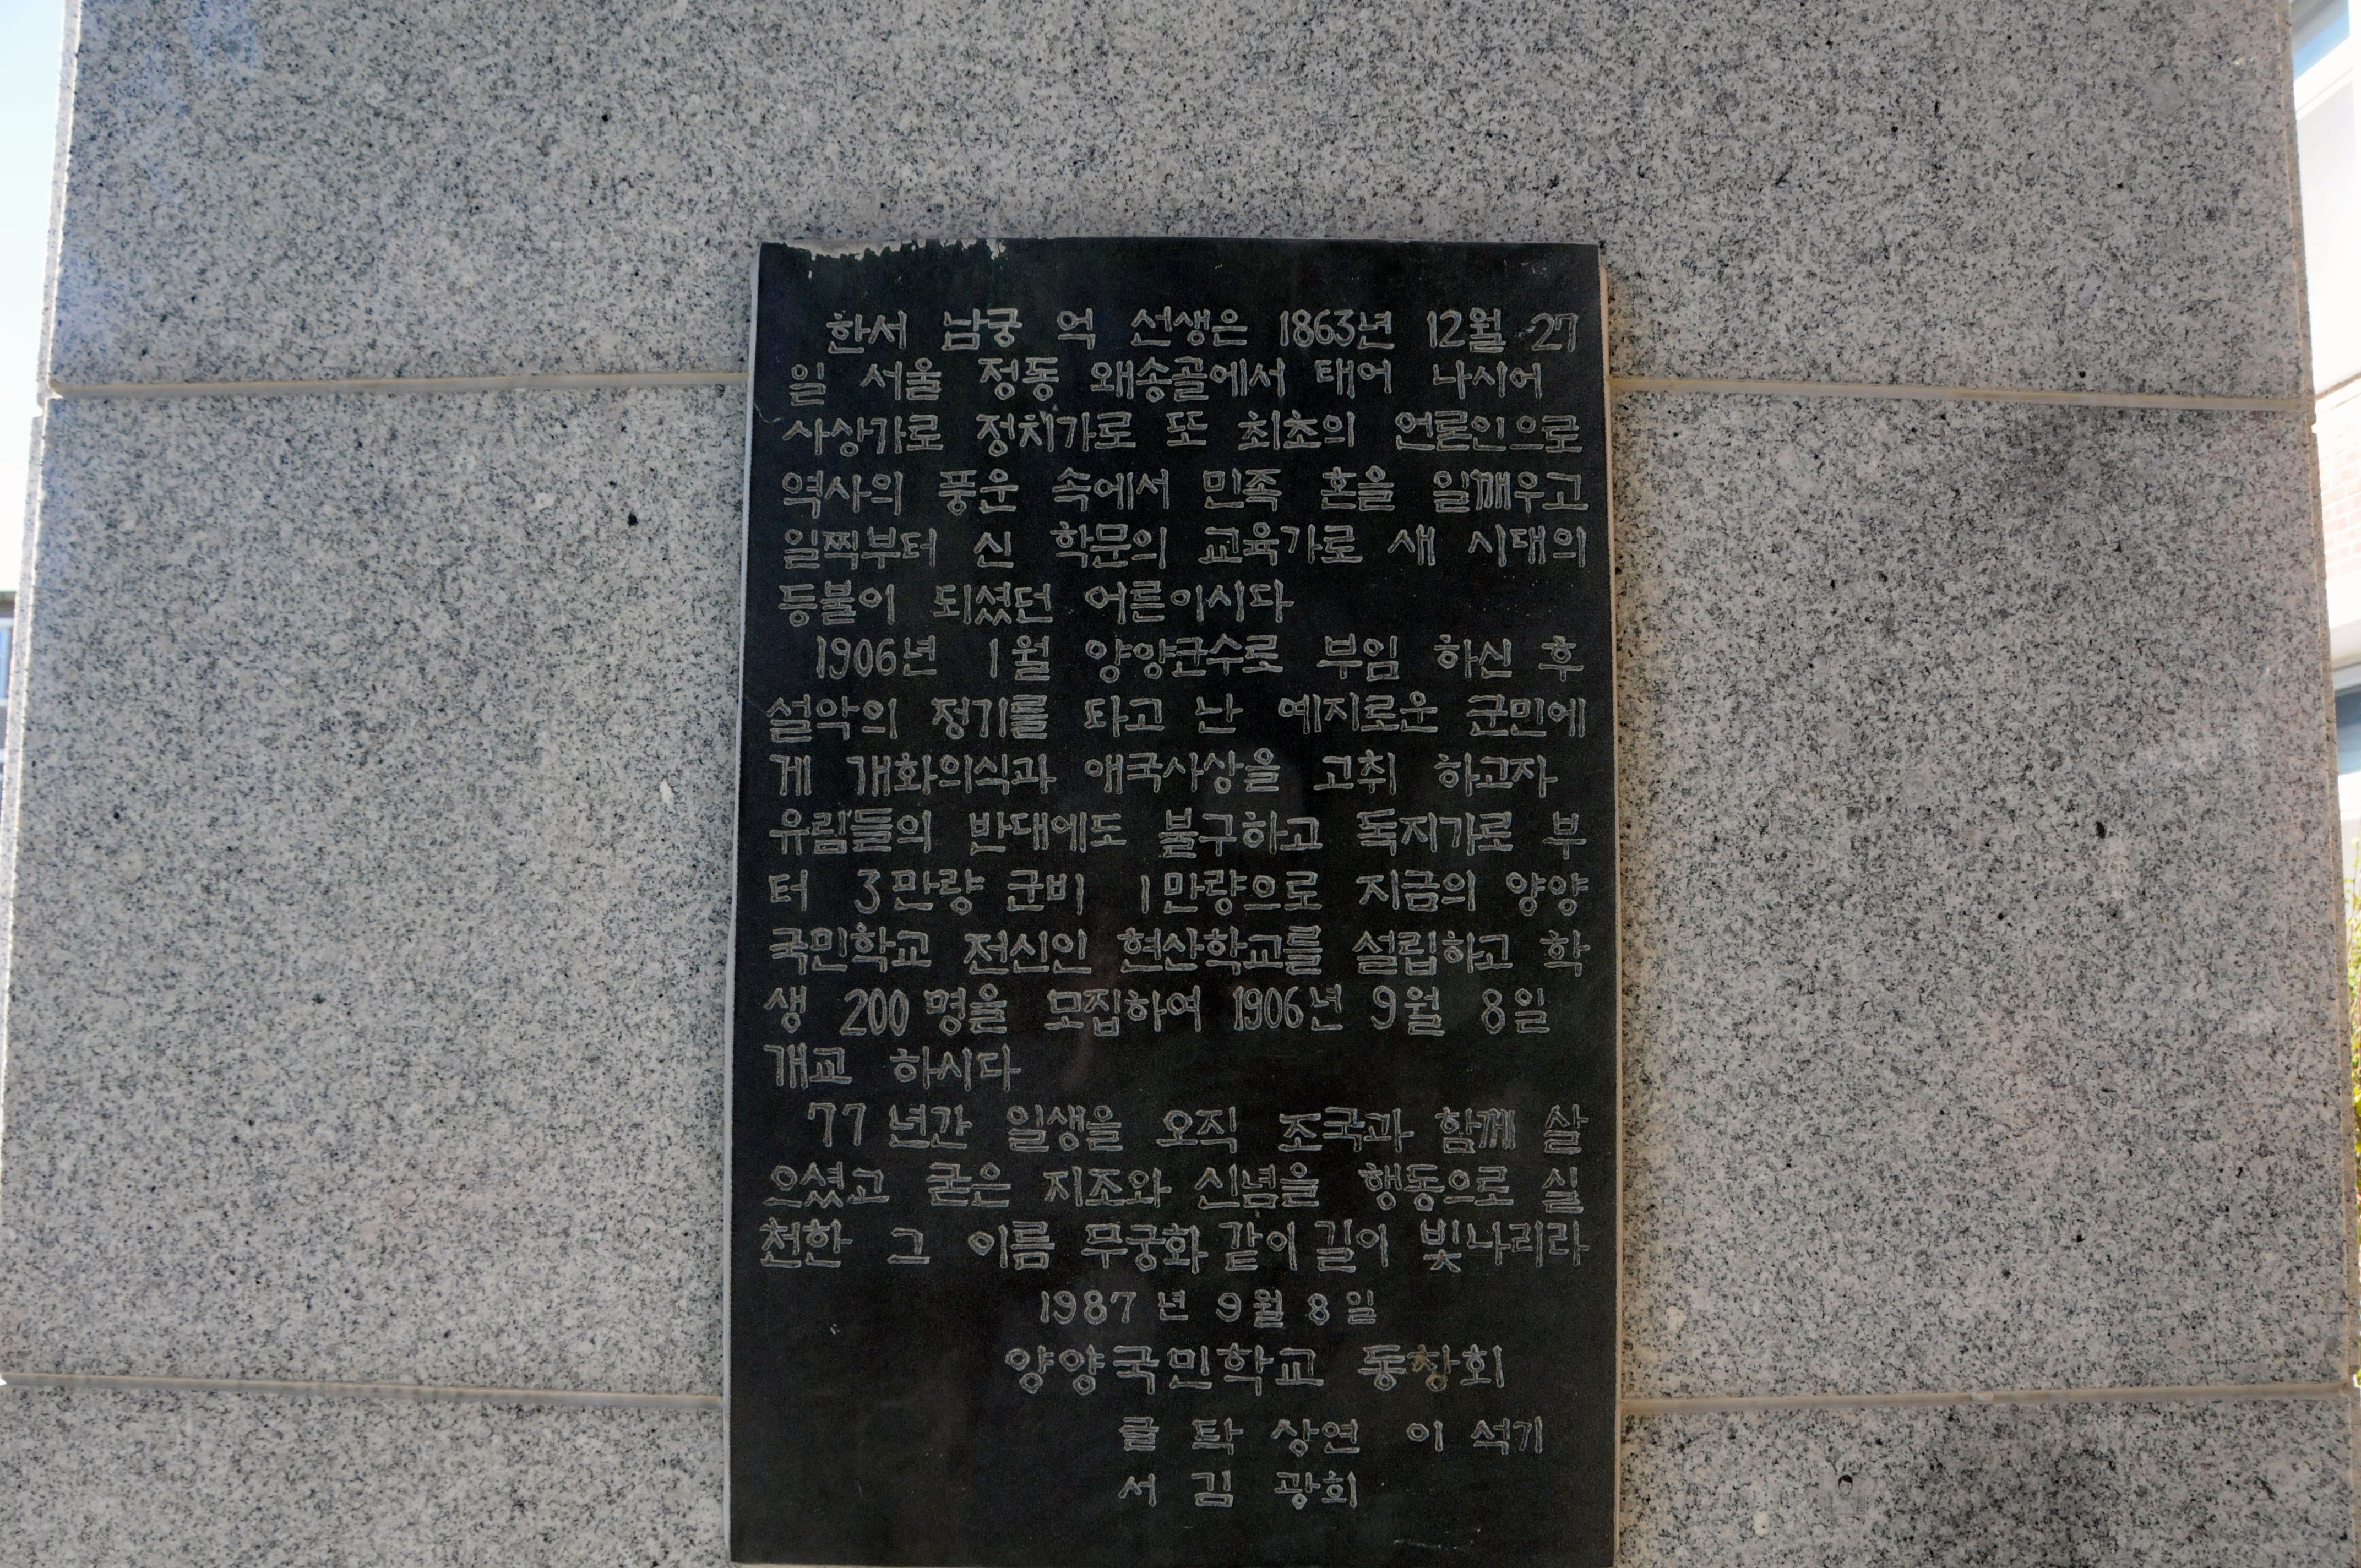 한서 남궁 억 선생은 1863년 12월 27
일 서울 정동 왜송골에서 태어 나시어
사상가로 정치가로 또 최초의 언론인으로
역사의 풍운 속에서 민족 혼을 일깨우고
일찍부터 신 학문의 교육가로 새 시대의
등불이 되셨던 어른이시다
1906년 1월 양양군수로 부임 하신 후
설악의 정기를 타고 난 예지로운 군민에
게 개화의식과 애국사상을 고취 하고자
유림들의 반대에도 불구하고 독지가로 부
터 3만량 군비 1만량으로 지금의 양양
국민학교 전신인 현산학교를 설립하고 학
생 200명을 모집하여 1906년 9월 8일
개교 하시다
77년간 일생을 오직 조국과 함께 살
으셨고 굳은 지조와 신념을 행동으로 실
천한 그 이름 무궁화 같이 길이 빛나리라
1987년 9월 8일
양양국민학교 동창회
글 탁 상연 이 석기
서 김 광희